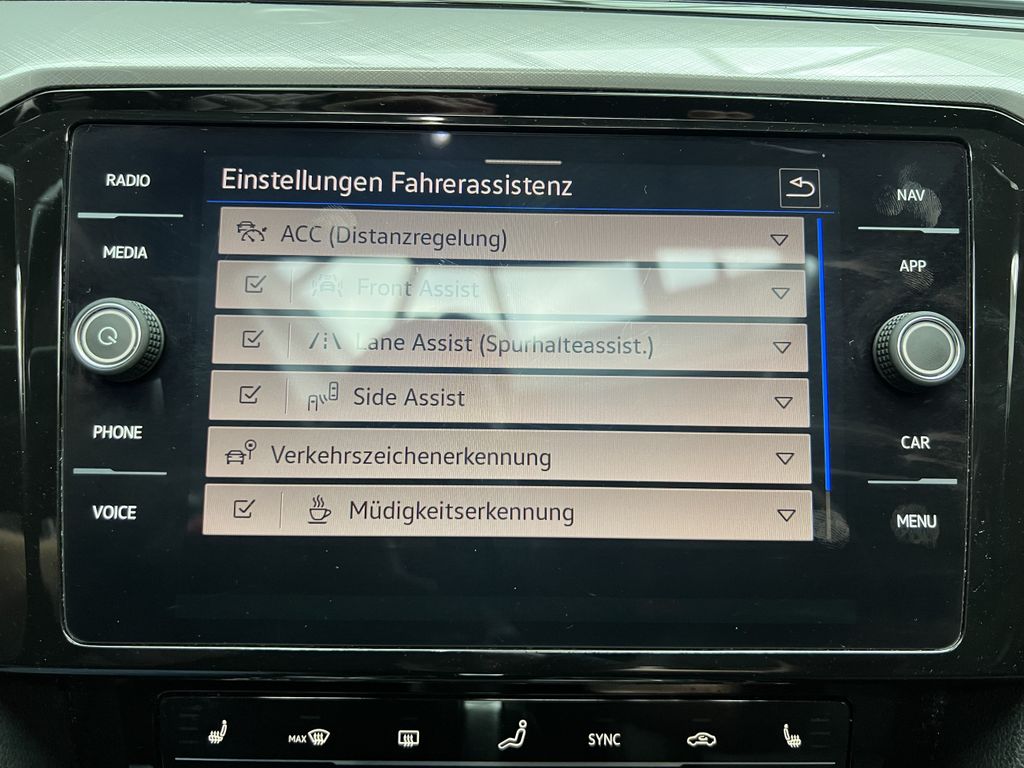 RADIO
MEDIA
PHONE
VOICE
Einstellungen Fahrerassistenz
ACC (Distanzregelung)
Front Assist
Lane Assist (Spurhalteassist.)
Side Assist
Verkehrszeichenerkennung
Müdigkeitserkennung
NAV
APP
CAR
MENU
MAX
SYNC